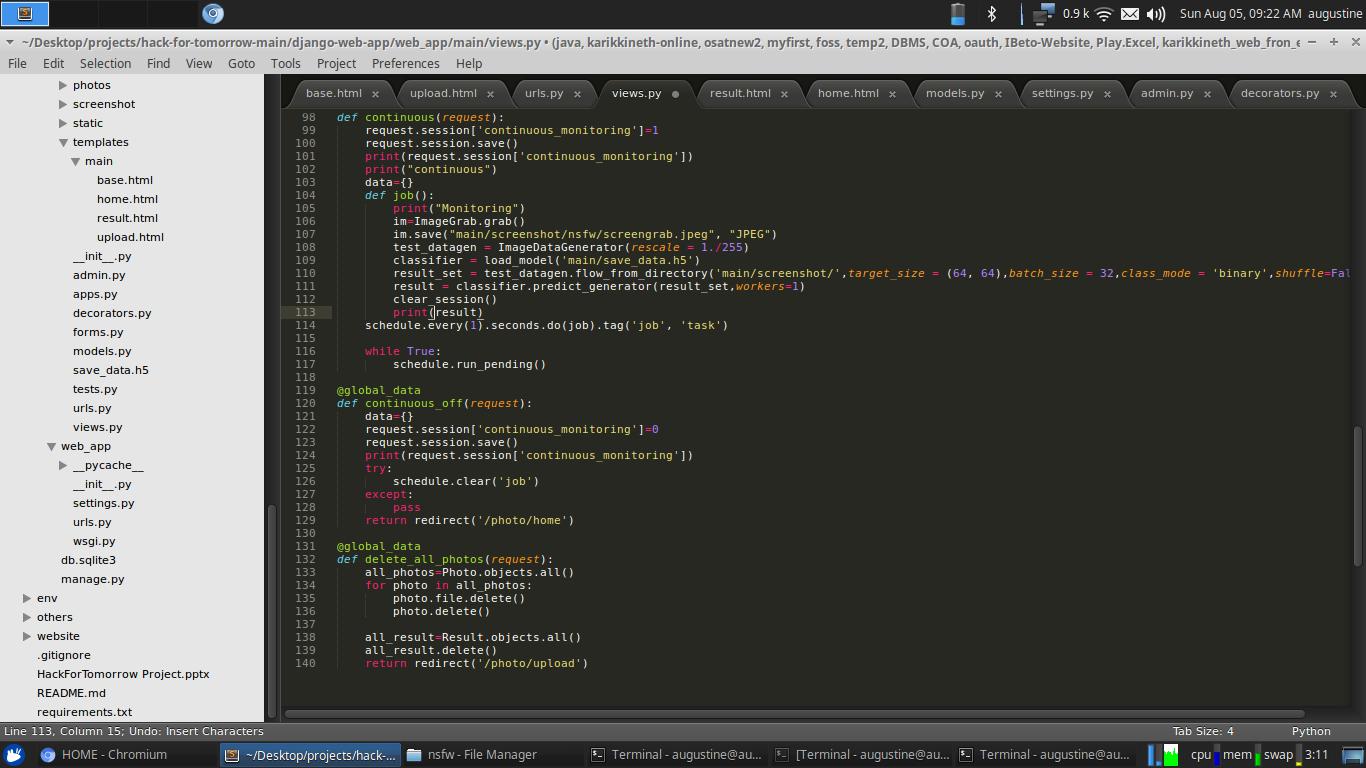 0.9 k Sun Aug 05, 09:22 AM augustine
~/Desktop/projects/hack-for-tomorrow-main/django-web-app/web_app/main/views.py • (java, karikkineth-online, osatnew2, myfirst, foss, temp2, DBMS, COA, oauth, IBeto-Website, Play.Excel, karikkineth_web_fron_e
File Edit Selection Find View Goto Tools Project Preferences Help
photos
screenshot
static
templates
main
base.html
home.html
result.html
upload.html
__init__.py
admin.py
apps.py
decorators.py
forms.py
models.py
save_data.h5
tests.py
urls.py
views.py
web_app
__pycache__
__init__.py
settings.py
urls.py
wsgi.py
db.sqlite3
manage.py
env
others
website
.gitignore
HackForTomorrow Project.pptx
README.md
requirements.txt
base.html × upload.html × urls.py × views.py result.html × home.html × models.py × settings.py × admin.py × decorators.py ×
98 def continuous(request):
99 request.session['continuous_monitoring']=1
100 request.session.save()
101 print(request.session['continuous_monitoring'])
102 print("continuous")
103 data={}
104 def job():
105 print("Monitoring")
106 im=ImageGrab.grab()
107 im.save("main/screenshot/nsfw/screengrab.jpeg", "JPEG")
108 test_datagen = ImageDataGenerator(rescale = 1./255)
109 classifier = load_model('main/save_data.h5')
110 result_set = test_datagen.flow_from_directory('main/screenshot/',target_size = (64, 64),batch_size = 32,class_mode = 'binary',shuffle=Fal
111 result = classifier.predict_generator(result_set,workers=1)
112 clear_session()
113 print(result)
114 schedule.every(1).seconds.do(job).tag('job', 'task')
115
116 while True:
117 schedule.run_pending()
118
119 @global_data
120 def continuous_off(request):
121 data={}
122 request.session['continuous_monitoring']=0
123 request.session.save()
124 print(request.session['continuous_monitoring'])
125 try:
126 schedule.clear('job')
127 except:
128 pass
129 return redirect('/photo/home')
130
131 @global_data
132 def delete_all_photos(request):
133 all_photos=Photo.objects.all()
134 for photo in all_photos:
135 photo.file.delete()
136 photo.delete()
137
138 all_result=Result.objects.all()
139 all_result.delete()
140 return redirect('/photo/upload')
Line 113, Column 15; Undo: Insert Characters Tab Size: 4 Python
HOME - Chromium ~/Desktop/projects/hack-... nsfw - File Manager Terminal - augustine@au... [Terminal - augustine@au... Terminal - augustine@au... cpu mem swap 3:11